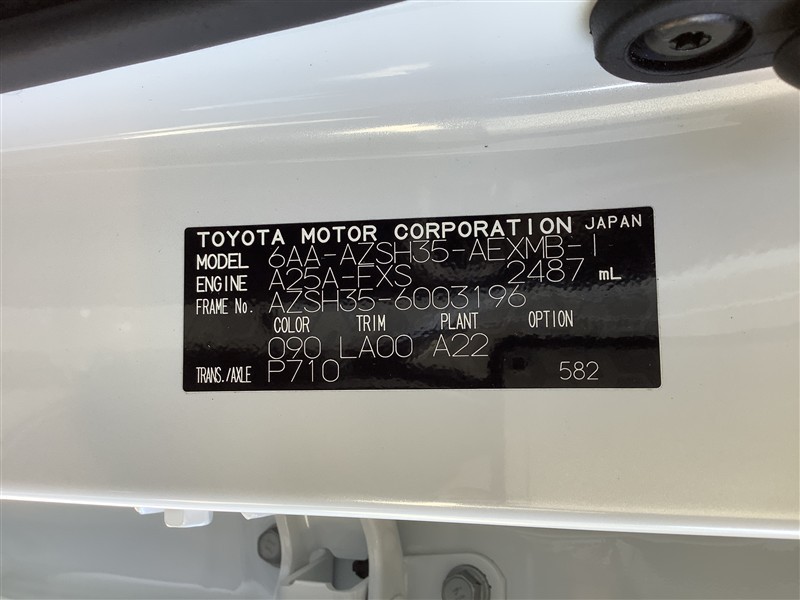 TOYOTA MOTOR CORPORATION JAPAN
MODEL 6AA-AZSH35-AEXMB-I
ENGINE A25A-FXS 2487 mL
FRAME No. AZSH35-6003196
COLOR TRIM PLANT OPTION
090 LA00 A22
TRANS./AXLE P710 582